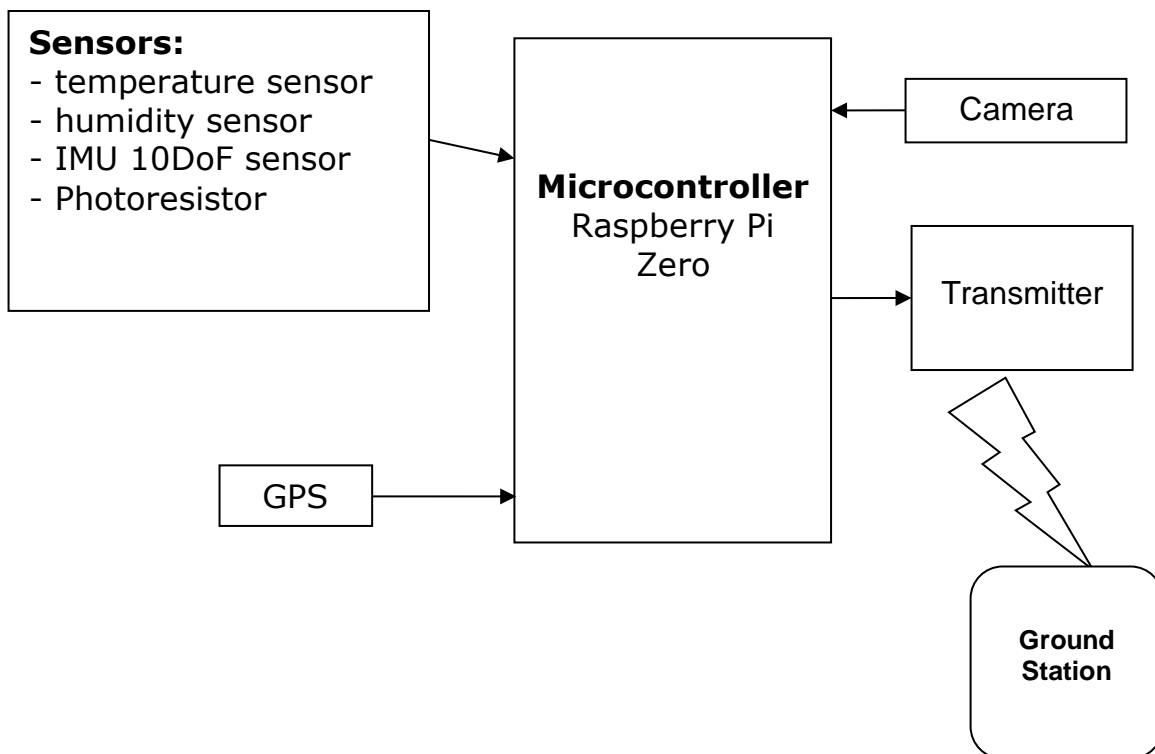 Sensors:
- temperature sensor
- humidity sensor
- IMU 10DoF sensor
- Photoresistor
Microcontroller
Raspberry Pi
Zero
Camera
Transmitter
GPS
Ground
Station